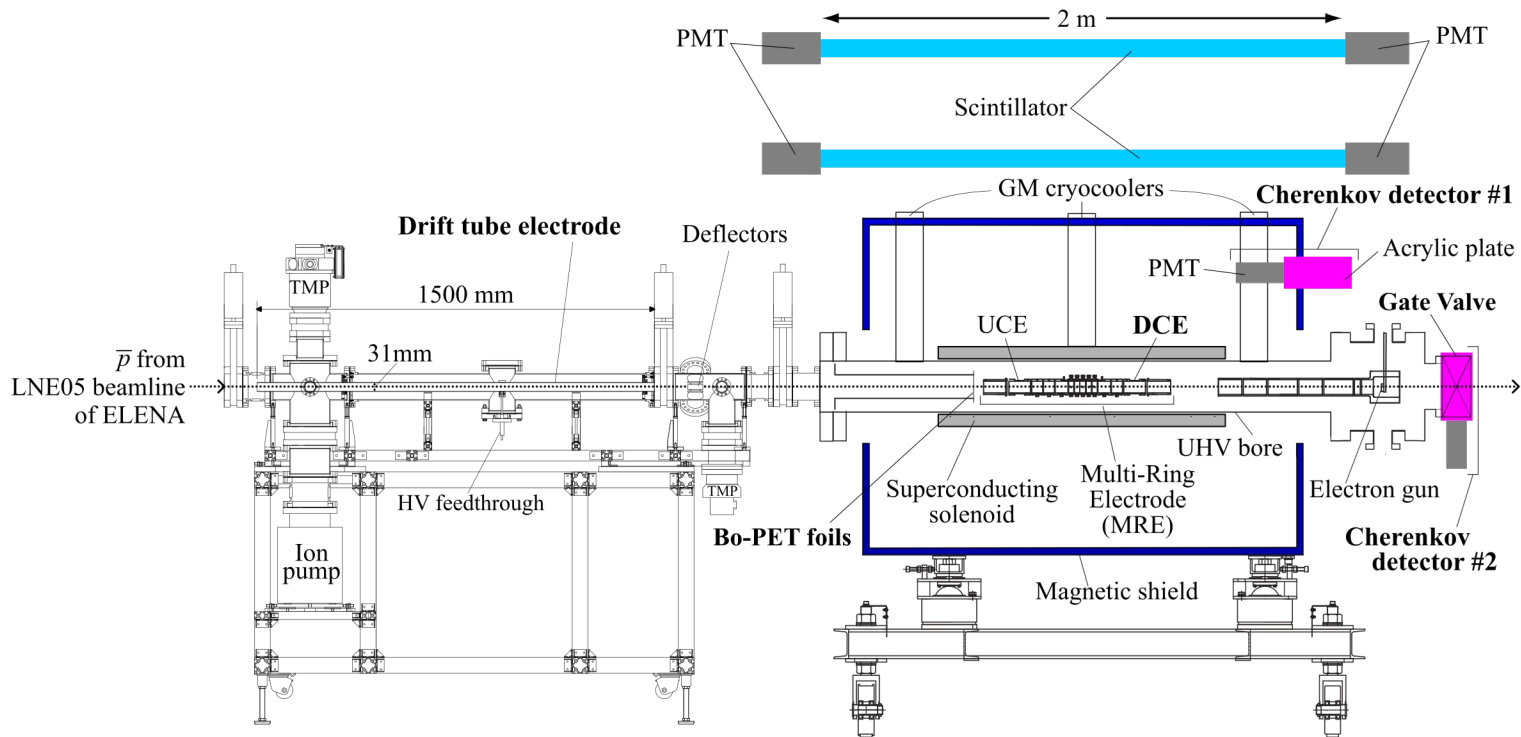 2 m
PMT
PMT
Scintillator
GM cryocoolers
Cherenkov detector #1
Drift tube electrode
Deflectors
Acrylic plate
PMT
TMP
1500 mm
Gate Valve
UCE
DCE
31mm
p̅ from
LNE05 beamline
of ELENA
UHV bore
HV feedthrough
TMP
Superconducting
solenoid
Multi-Ring
Electrode
(MRE)
Electron gun
Bo-PET foils
Cherenkov
detector #2
Ion
pump
Magnetic shield